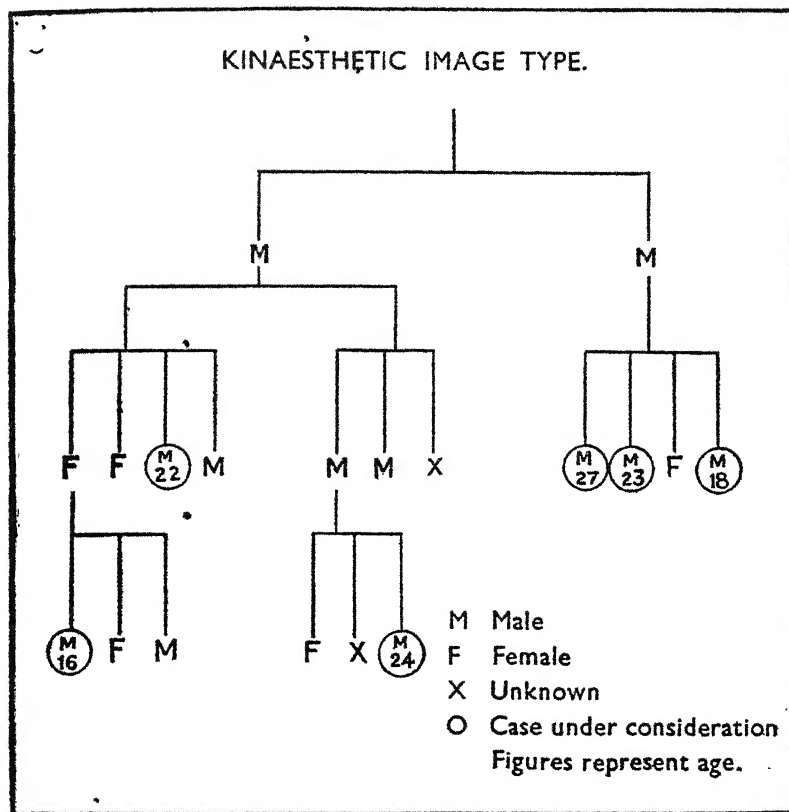 KINAESTHETIC IMAGE TYPE.
M M
F F M 22 M M M X M 27 M 23 F M 18
M 16 F M F X M 24
M Male
F Female
X Unknown
O Case under consideration
Figures represent age.